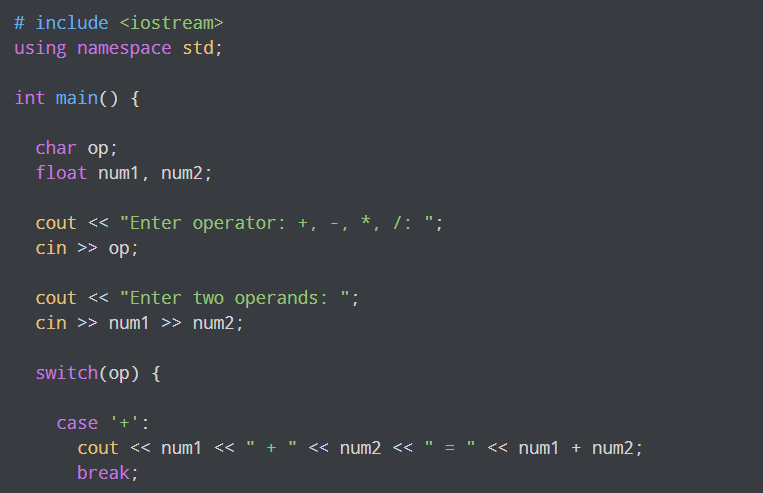 # include <iostream>
using namespace std;
int main() {
char op;
float num1, num2;
cout << "Enter operator: +, -, *, /: ";
cin >> op;
cout << "Enter two operands: ";
cin >> num1 >> num2;
switch(op) {
case '+':
cout << num1 << " + " << num2 << " = " << num1 + num2;
break;